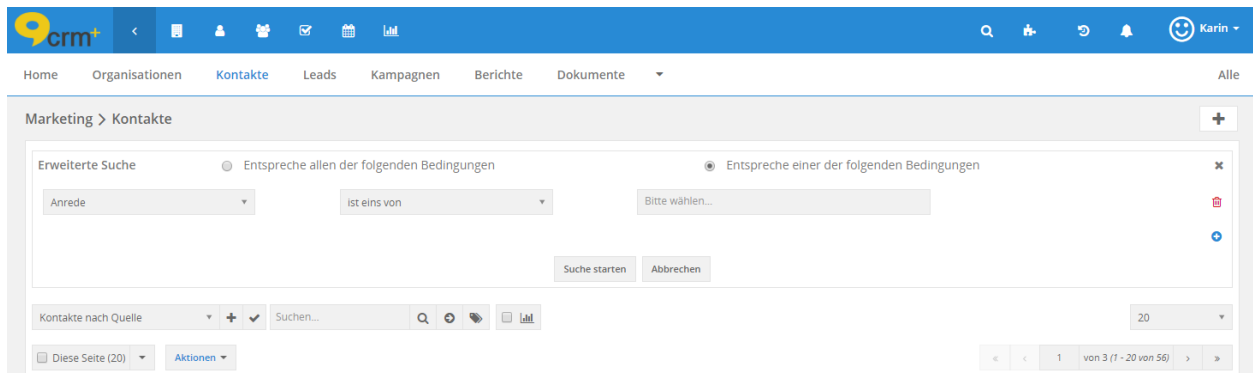 crm+ Karin
Home Organisationen Kontakte Leads Kampagnen Berichte Dokumente Alle
Marketing > Kontakte
Erweiterte Suche Entspreche allen der folgenden Bedingungen Entspreche einer der folgenden Bedingungen
Anrede ist eins von Bitte wählen...
Suche starten Abbrechen
Kontakte nach Quelle Suchen... 20
Diese Seite (20) Aktionen 1 von 3 (1 - 20 von 56)